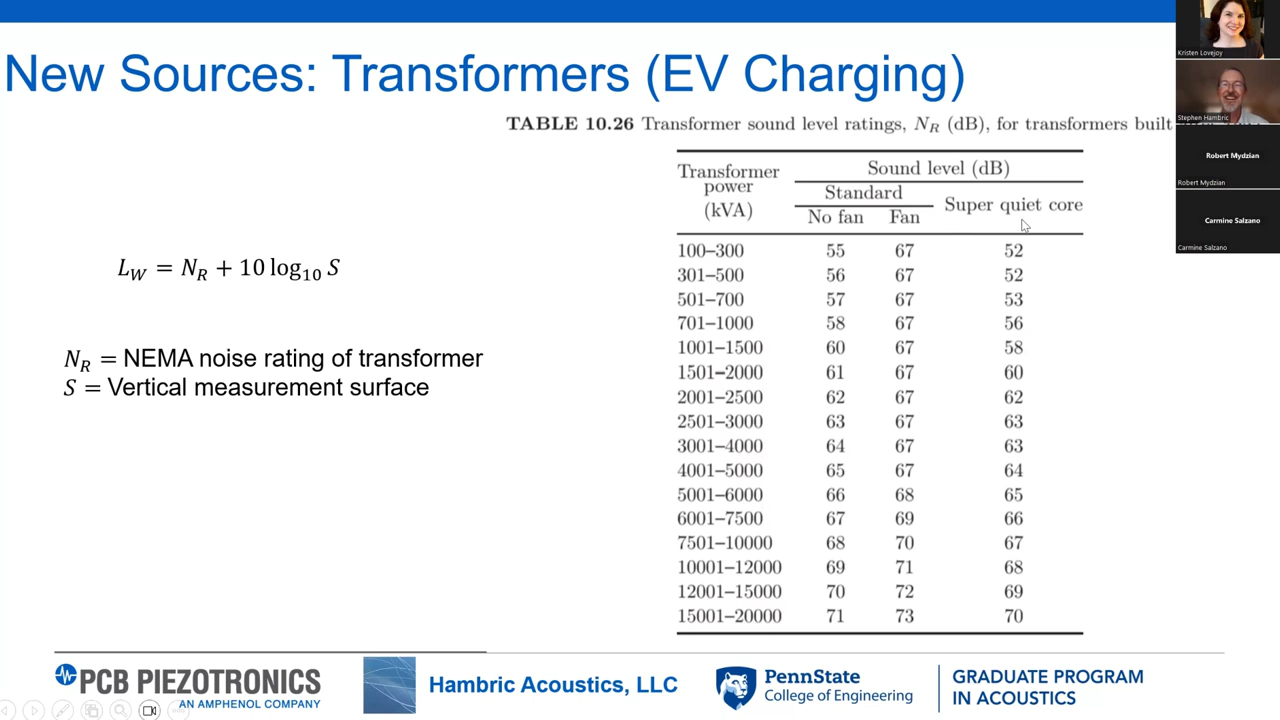 New Sources: Transformers (EV Charging)
TABLE 10.26 Transformer sound level ratings, N_R (dB), for transformers built
Transformer power (kVA) Sound level (dB)
Standard Super quiet core
No fan Fan
100–300 55 67 52
301–500 56 67 52
501–700 57 67 53
701–1000 58 67 56
1001–1500 60 67 58
1501–2000 61 67 60
2001–2500 62 67 62
2501–3000 63 67 63
3001–4000 64 67 63
4001–5000 65 67 64
5001–6000 66 68 65
6001–7500 67 69 66
7501–10000 68 70 67
10001–12000 69 71 68
12001–15000 70 72 69
15001–20000 71 73 70
L_W = N_R + 10 log₁₀ S
N_R = NEMA noise rating of transformer
S = Vertical measurement surface
PCB PIEZOTRONICS
AN AMPHENOL COMPANY
Hambric Acoustics, LLC
PennState
College of Engineering
GRADUATE PROGRAM
IN ACOUSTICS
Kristen Lovejoy
Stephen Hambric
Robert Mydzian
Robert Mydzian
Carmine Salzano
Carmine Salzano